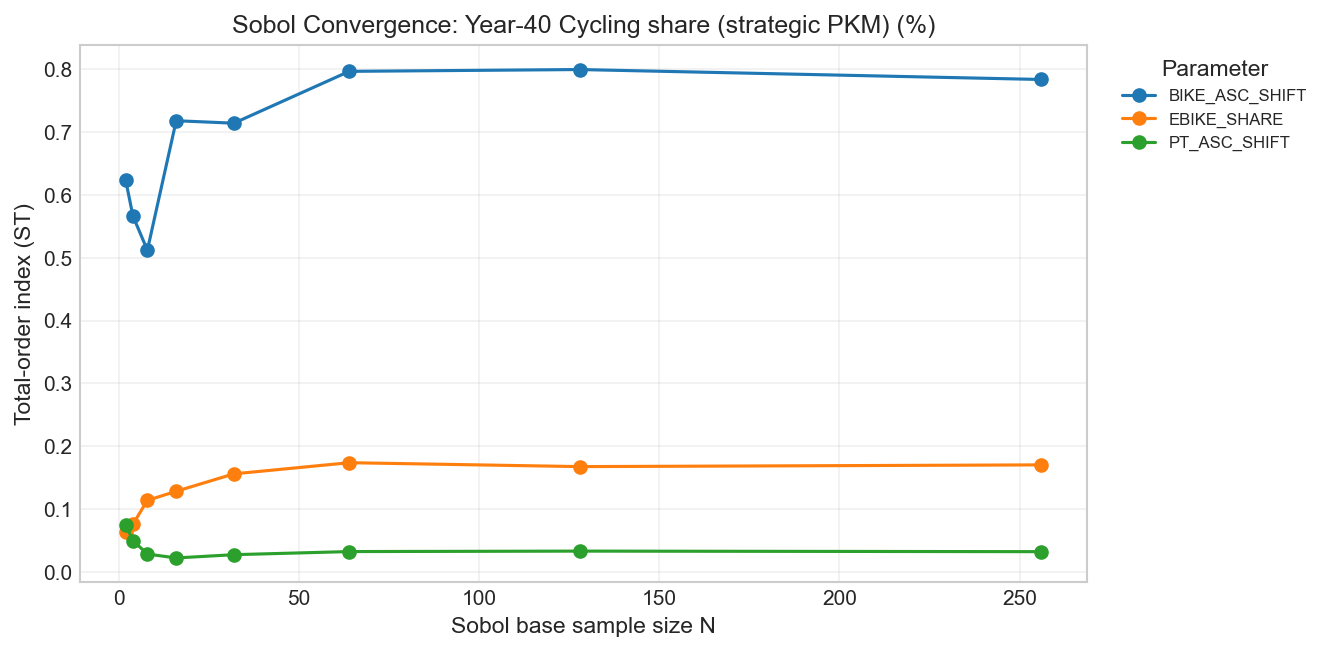 Sobol Convergence: Year-40 Cycling share (strategic PKM) (%)
Total-order index (ST)
0.8
0.7
0.6
0.5
0.4
0.3
0.2
0.1
0.0
0 50 100 150 200 250
Sobol base sample size N
Parameter
BIKE_ASC_SHIFT
EBIKE_SHARE
PT_ASC_SHIFT